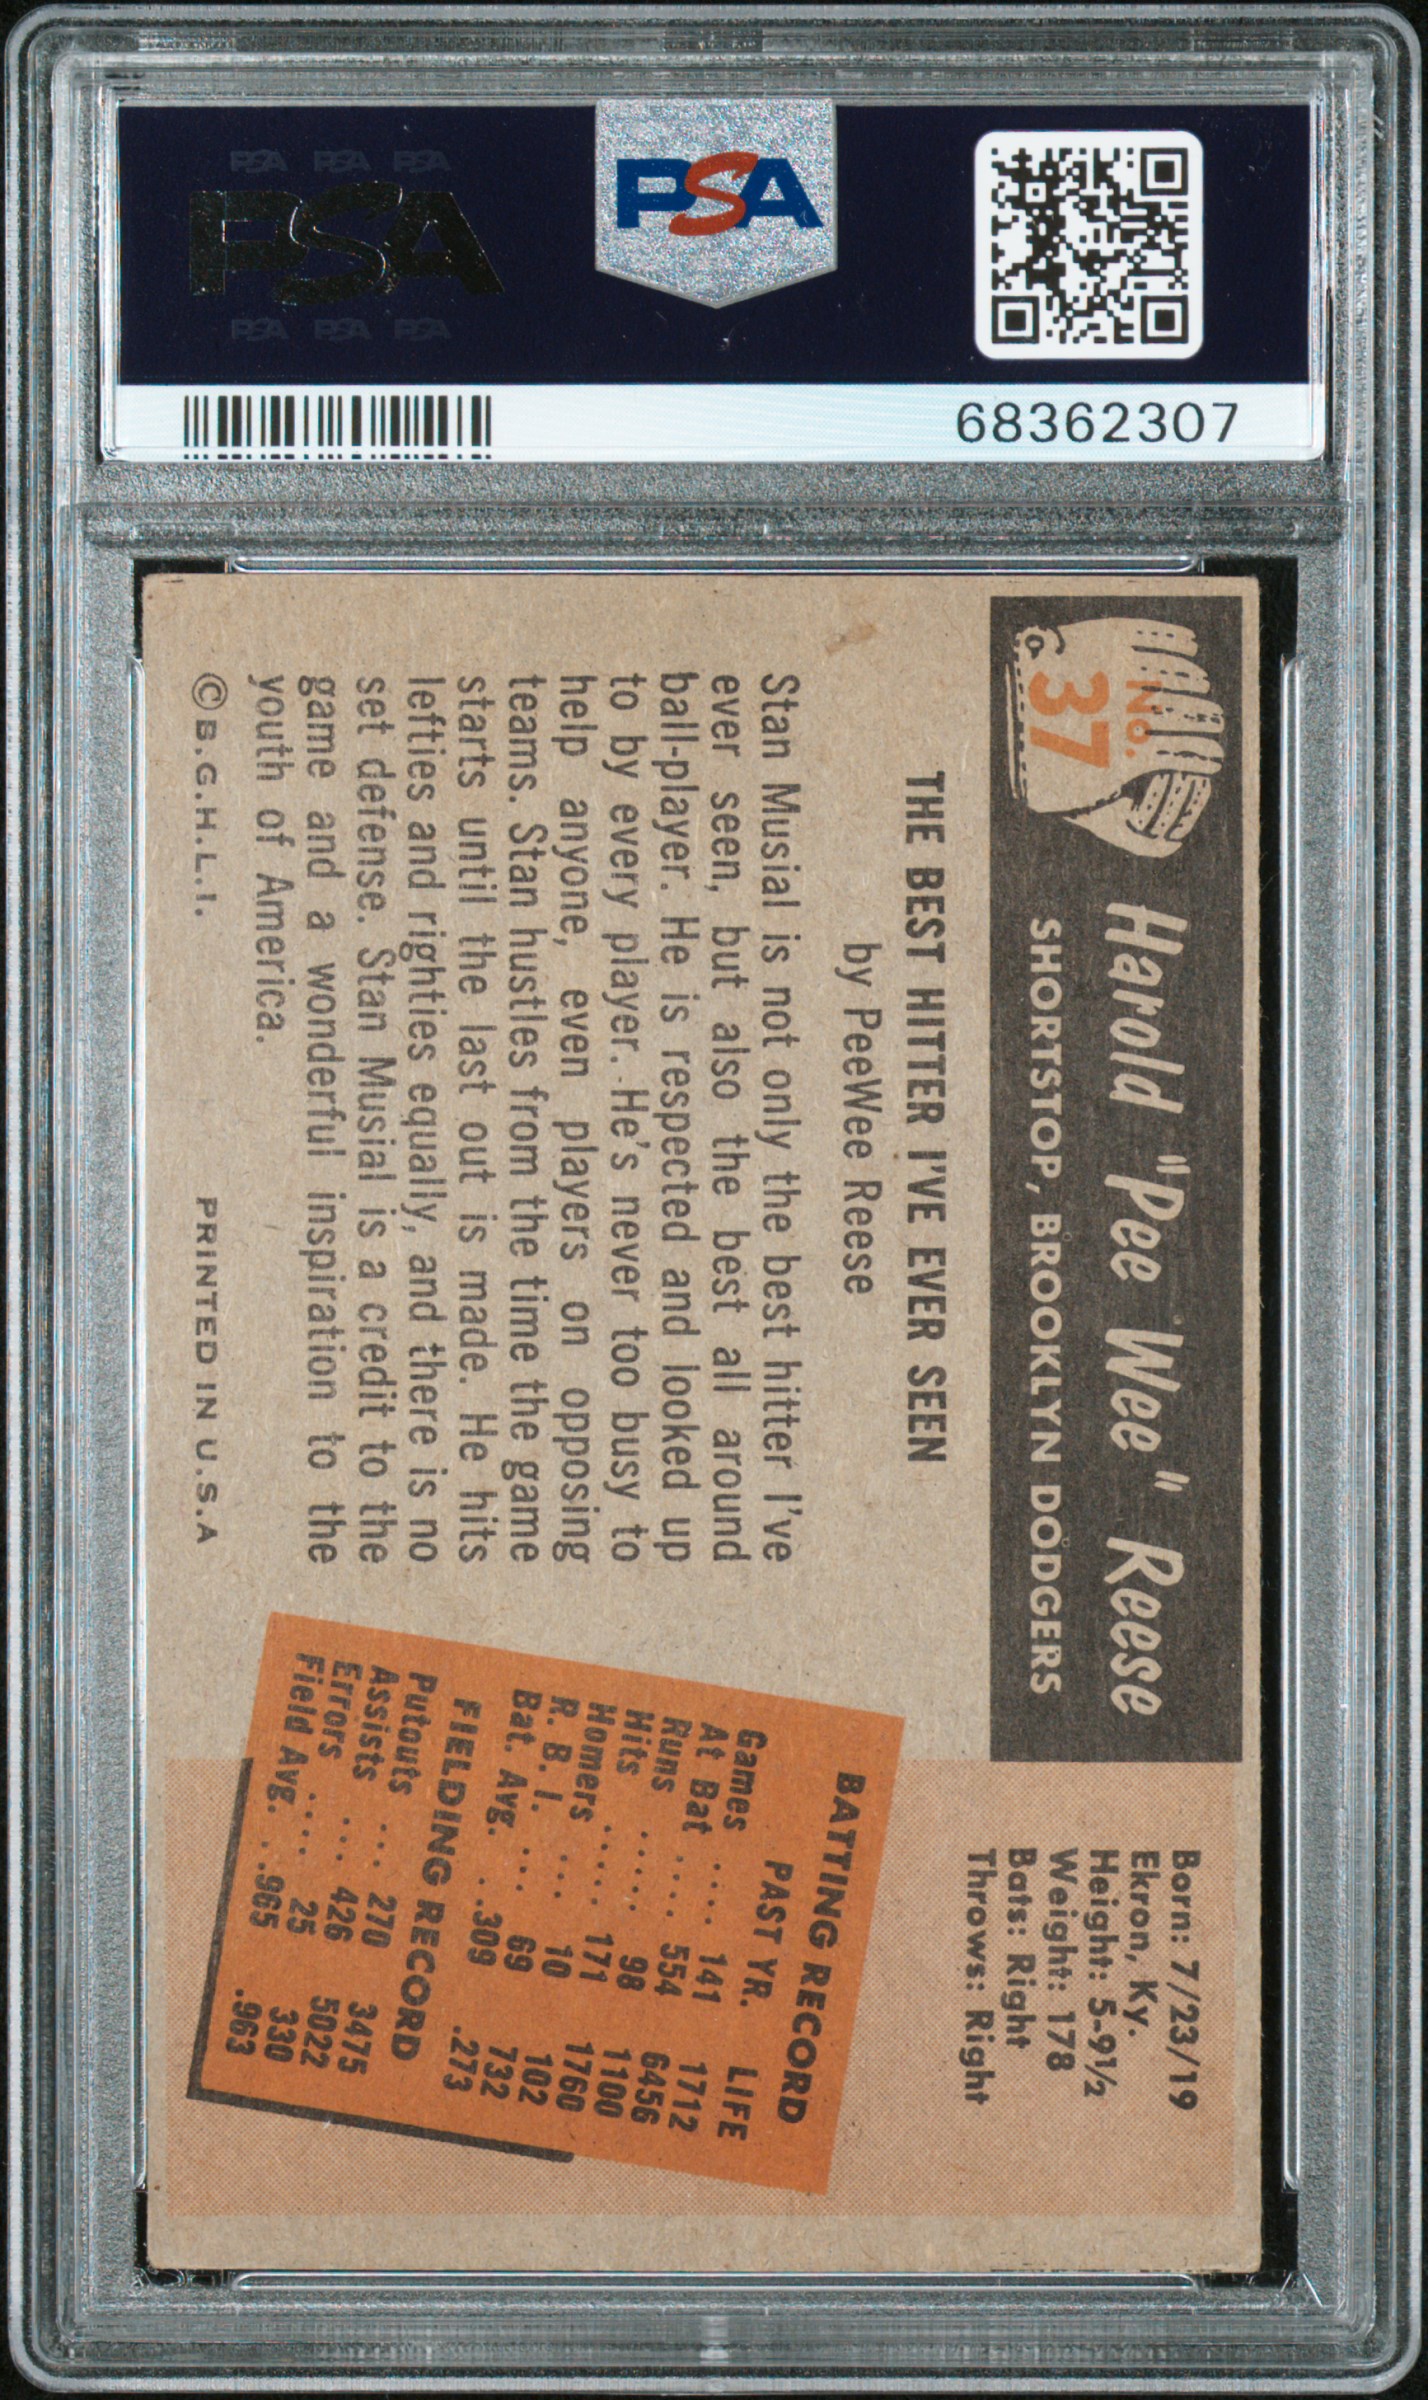 PSA PSA PSA
PSA
PSA PSA PSA
PSA
68362307
No.
37
Harold "Pee Wee" Reese
SHORTSTOP, BROOKLYN DODGERS
Born: 7/23/19
Ekron, Ky.
Height: 5-9½
Weight: 178
Bats: Right
Throws: Right
THE BEST HITTER I'VE EVER SEEN
by PeeWee Reese
Stan Musial is not only the best hitter I've
ever seen, but also the best all around
ball-player. He is respected and looked up
to by every player. He's never too busy to
help anyone, even players on opposing
teams. Stan hustles from the time the game
starts until the last out is made. He hits
lefties and righties equally, and there is no
set defense. Stan Musial is a credit to the
game and a wonderful inspiration to the
youth of America.
© B.G.H.L.I. PRINTED IN U.S.A
BATTING RECORD
PAST YR. LIFE
Games .... 141 1712
At Bat .... 554 6456
Runs ..... 98 1100
Hits ..... 171 1760
Homers ... 10 102
R. B. I. ... 69 732
Bat. Avg. . .309 .273
FIELDING RECORD
Putouts ... 270 3475
Assists ... 426 5022
Errors .... 25 330
Field Avg. . .965 .963